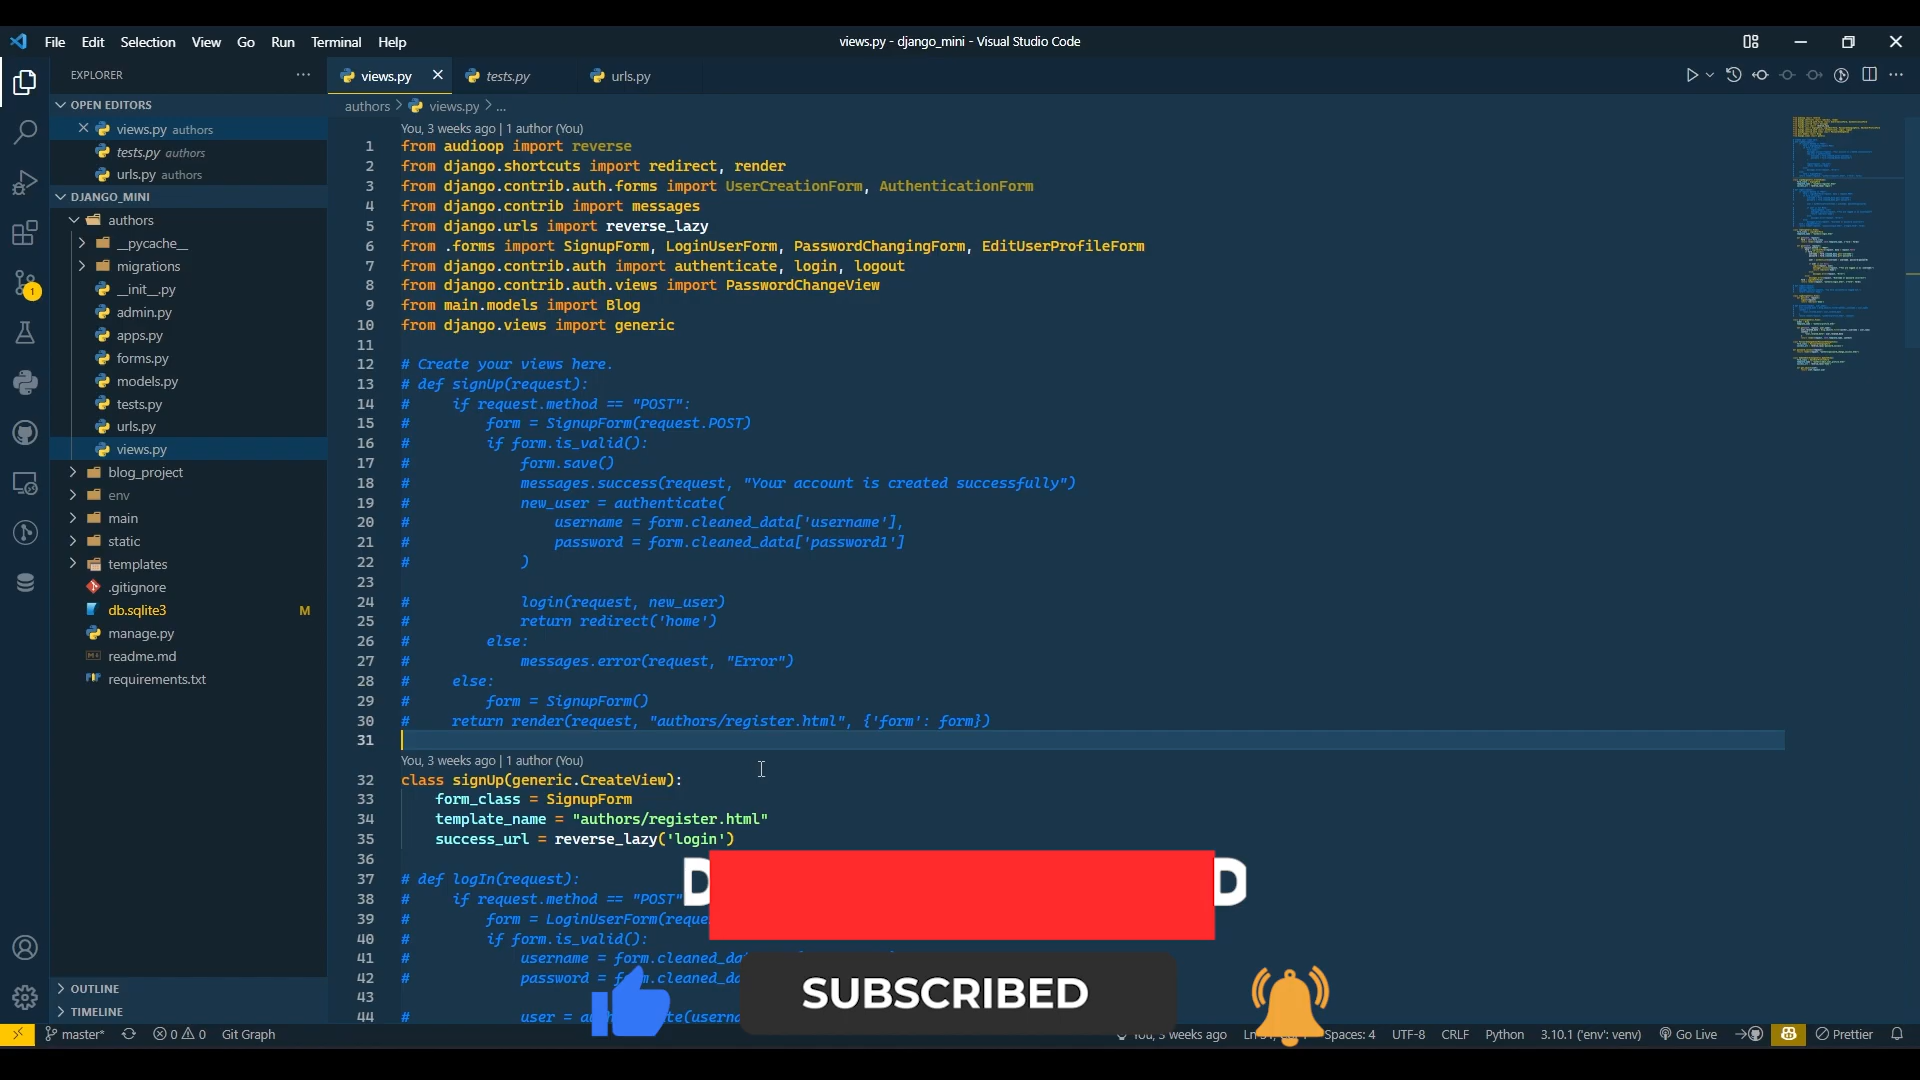 File Edit Selection View Go Run Terminal Help
views.py - django_mini - Visual Studio Code
EXPLORER
views.py tests.py urls.py
OPEN EDITORS
authors > views.py > ...
views.py authors
tests.py authors
urls.py authors
DJANGO_MINI
authors
__pycache__
migrations
__init__.py
admin.py
apps.py
forms.py
models.py
tests.py
urls.py
views.py
blog_project
env
main
static
templates
.gitignore
db.sqlite3 M
manage.py
readme.md
requirements.txt
OUTLINE
TIMELINE
1
You, 3 weeks ago | 1 author (You)
1 from audioop import reverse
2 from django.shortcuts import redirect, render
3 from django.contrib.auth.forms import UserCreationForm, AuthenticationForm
4 from django.contrib import messages
5 from django.urls import reverse_lazy
6 from .forms import SignupForm, LoginUserForm, PasswordChangingForm, EditUserProfileForm
7 from django.contrib.auth import authenticate, login, logout
8 from django.contrib.auth.views import PasswordChangeView
9 from main.models import Blog
10 from django.views import generic
11
12 # Create your views here.
13 # def signUp(request):
14 #     if request.method == "POST":
15 #         form = SignupForm(request.POST)
16 #         if form.is_valid():
17 #             form.save()
18 #             messages.success(request, "Your account is created successfully")
19 #             new_user = authenticate(
20 #                 username = form.cleaned_data['username'],
21 #                 password = form.cleaned_data['password1']
22 #             )
23
24 #             login(request, new_user)
25 #             return redirect('home')
26 #         else:
27 #             messages.error(request, "Error")
28 #     else:
29 #         form = SignupForm()
30 #     return render(request, "authors/register.html", {'form': form})
31
You, 3 weeks ago | 1 author (You)
32 class signUp(generic.CreateView):
33     form_class = SignupForm
34     template_name = "authors/register.html"
35     success_url = reverse_lazy('login')
36
37 # def logIn(request):
38 #     if request.method == "POST"
39 #         form = LoginUserForm(reque
40 #         if form.is_valid():
41 #             username = form.cleaned_da
42 #             password = form.cleaned_da
43
44 #             user =
D D
SUBSCRIBED
master* 0 0 Git Graph
3 weeks ago Spaces: 4 UTF-8 CRLF Python 3.10.1 ('env': venv) Go Live Prettier